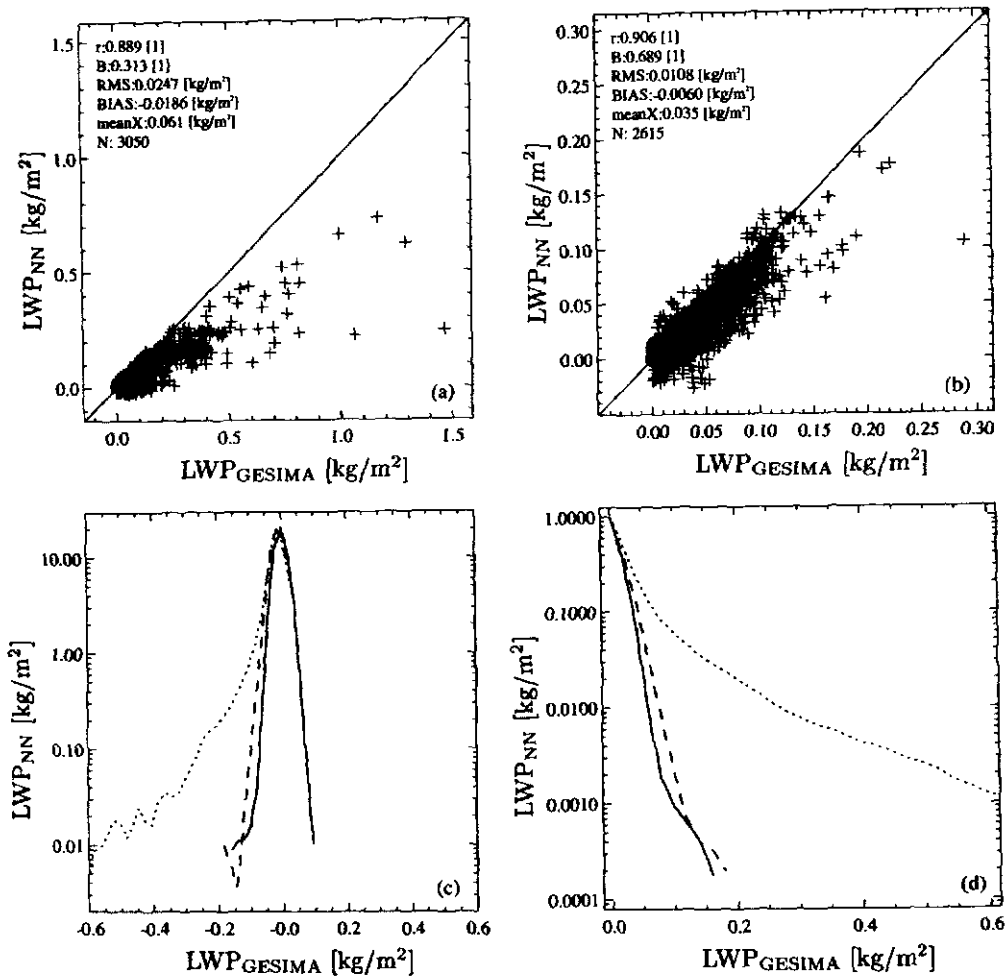 r:0.889 [1]
B:0.313 [1]
RMS:0.0247 [kg/m²]
BIAS:-0.0186 [kg/m²}
meanX:0.061 [kg/m²]
N: 3050
1.5
1.0
0.5
0.0
LWP_NN {kg/m²]
(a)
0.0 0.5 1.0 1.5
LWP_GESIMA [kg/m²]
r:0.906 [1]
B:0.689 [1]
RMS:0.0108 [kg/m²]
BIAS:-0.0060 [kg/m²]
meanX:0.035 [kg/m²]
N: 2615
0.30
0.25
0.20
0.15
0.10
0.05
0.00
LWP_NN [kg/m²]
(b)
0.00 0.05 0.10 0.15 0.20 0.25 0.30
LWP_GESIMA [kg/m²]
10.00
1.00
0.10
0.01
LWP_NN [kg/m²]
(c)
-0.6 -0.4 -0.2 -0.0 0.2 0.4 0.6
LWP_GESIMA [kg/m²]
1.0000
0.1000
0.0100
0.0010
0.0001
LWP_NN [kg/m²]
(d)
0.0 0.2 0.4 0.6
LWP_GESIMA [kg/m²]